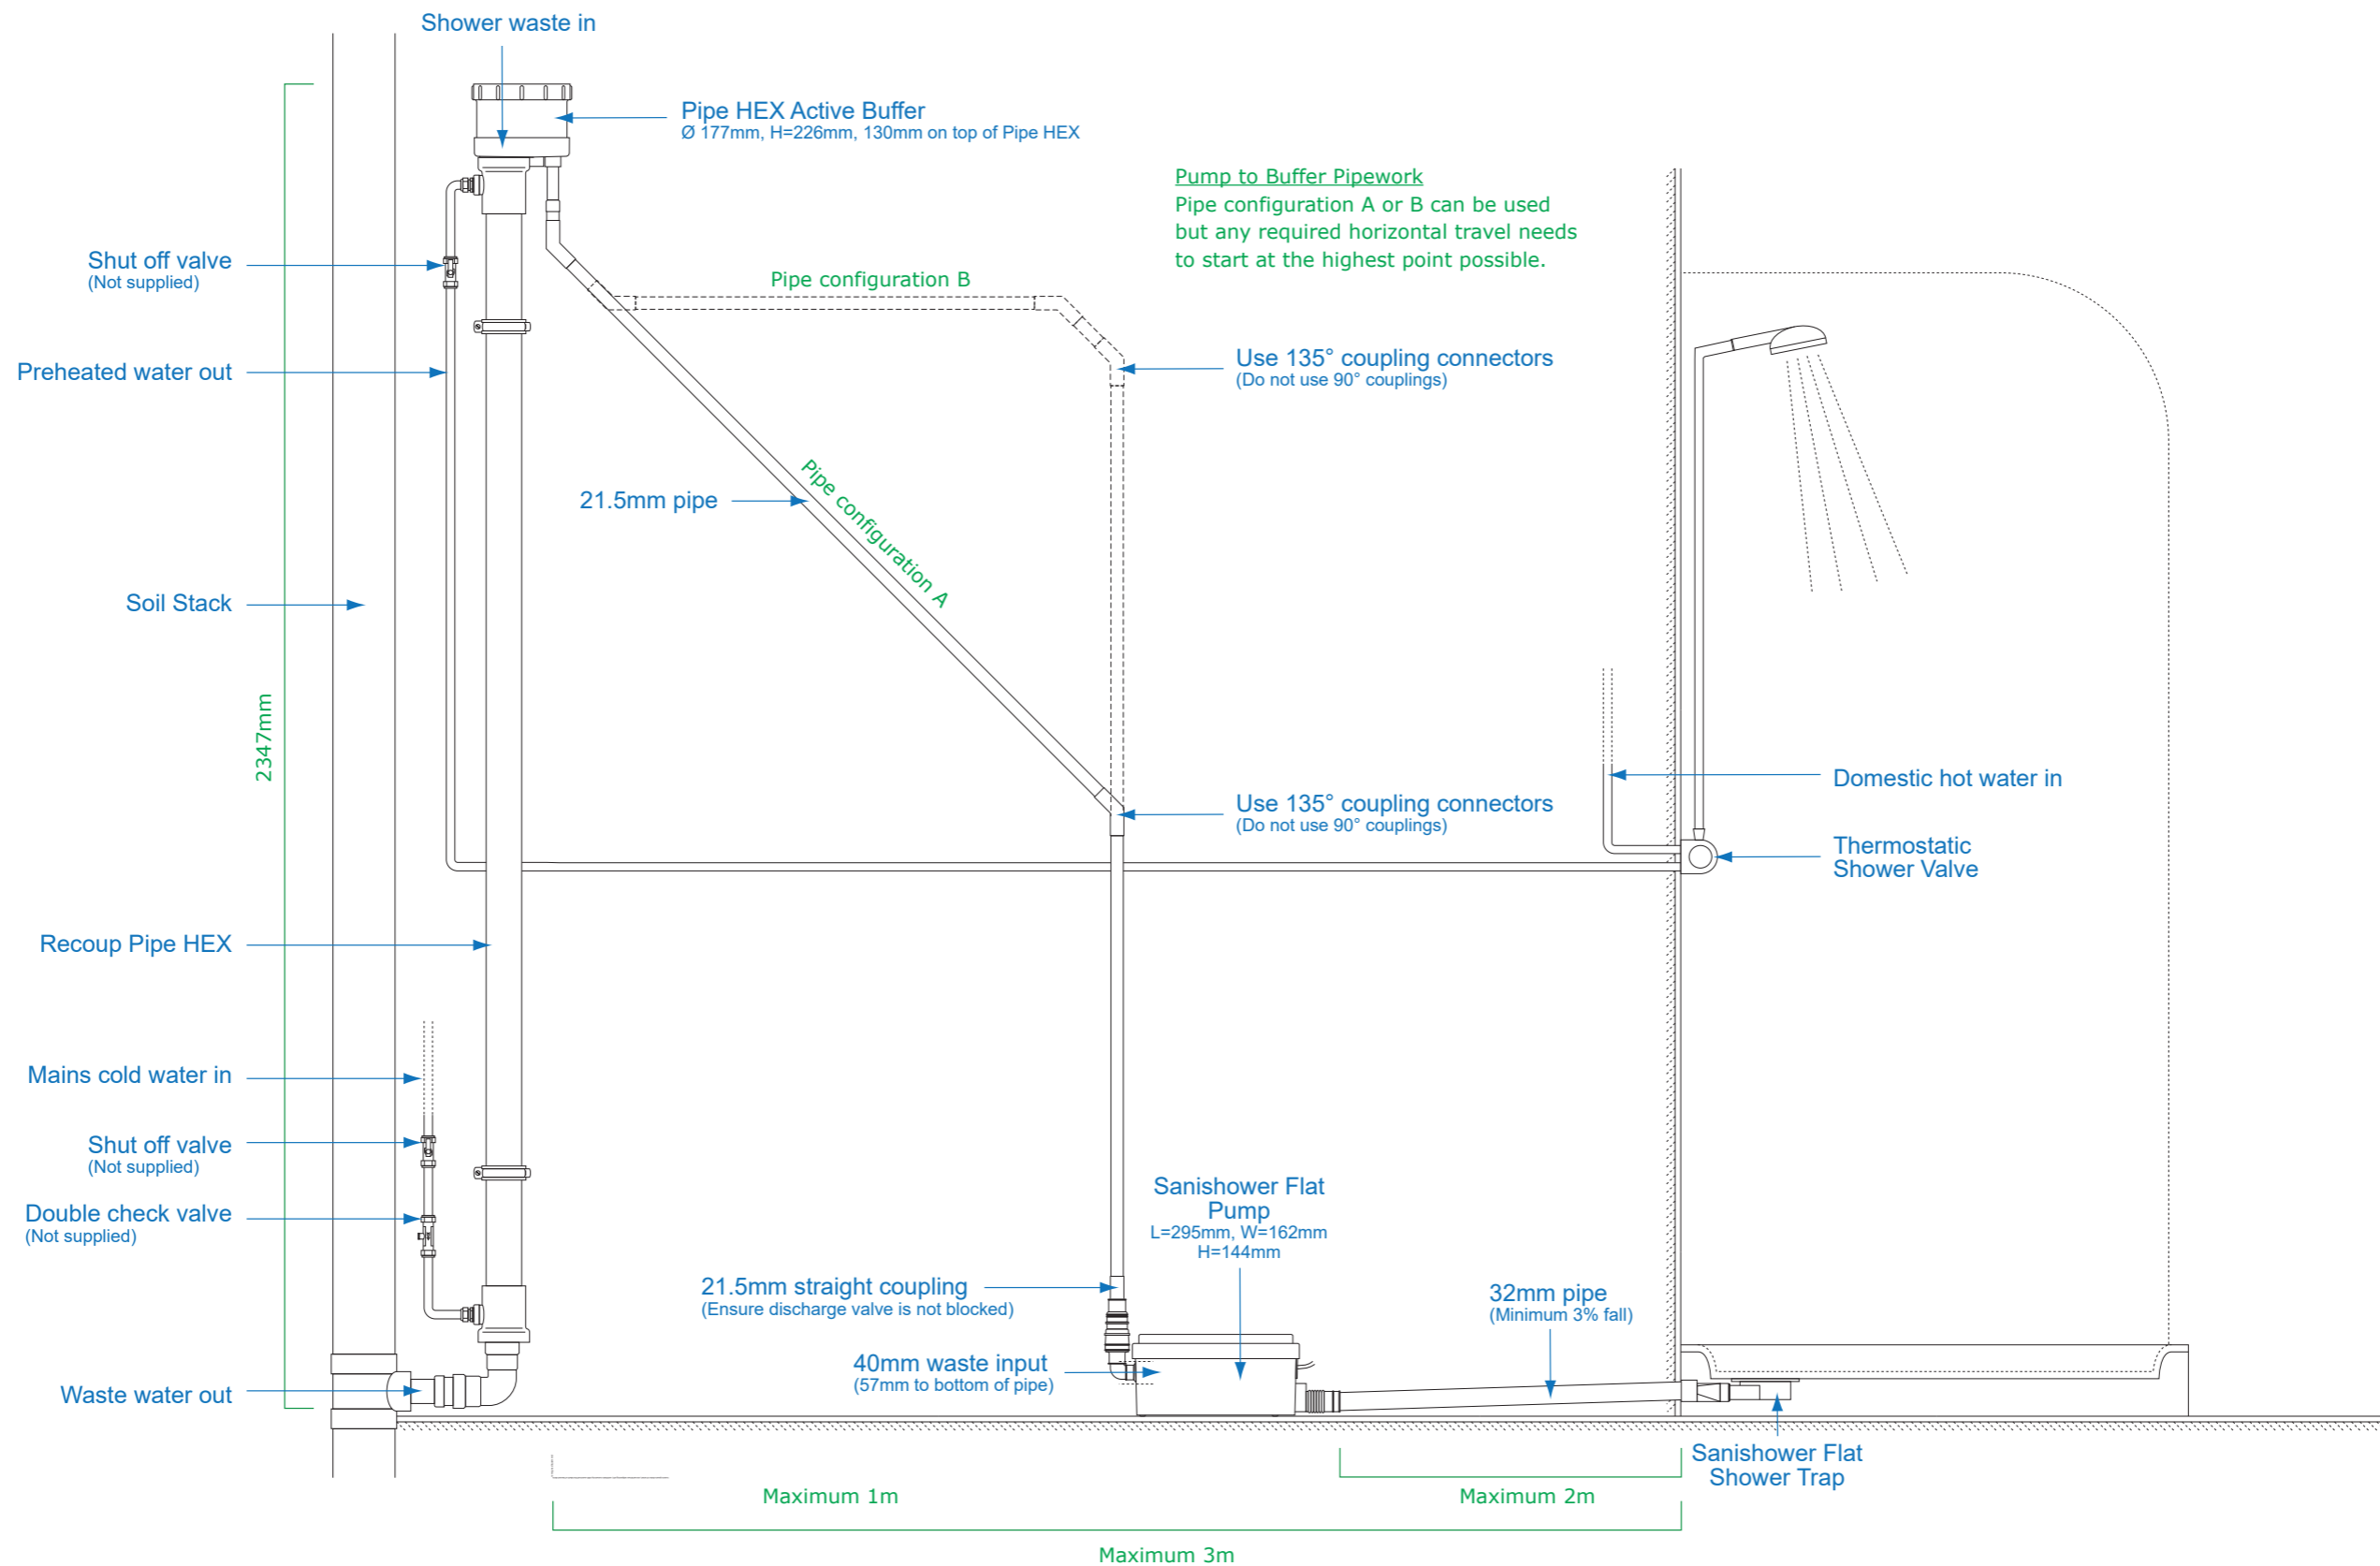 Shower waste in
Pipe HEX Active Buffer
Ø 177mm, H=226mm, 130mm on top of Pipe HEX
Pump to Buffer Pipework
Pipe configuration A or B can be used
but any required horizontal travel needs
to start at the highest point possible.
Shut off valve
(Not supplied)
Pipe configuration B
Preheated water out
Use 135° coupling connectors
(Do not use 90° couplings)
21.5mm pipe
Pipe configuration A
Soil Stack
2347mm
Domestic hot water in
Use 135° coupling connectors
(Do not use 90° couplings)
Thermostatic
Shower Valve
Recoup Pipe HEX
Mains cold water in
Shut off valve
(Not supplied)
Double check valve
(Not supplied)
Sanishower Flat
Pump
L=295mm, W=162mm
H=144mm
21.5mm straight coupling
(Ensure discharge valve is not blocked)
32mm pipe
(Minimum 3% fall)
40mm waste input
(57mm to bottom of pipe)
Waste water out
Sanishower Flat
Shower Trap
Maximum 1m
Maximum 2m
Maximum 3m